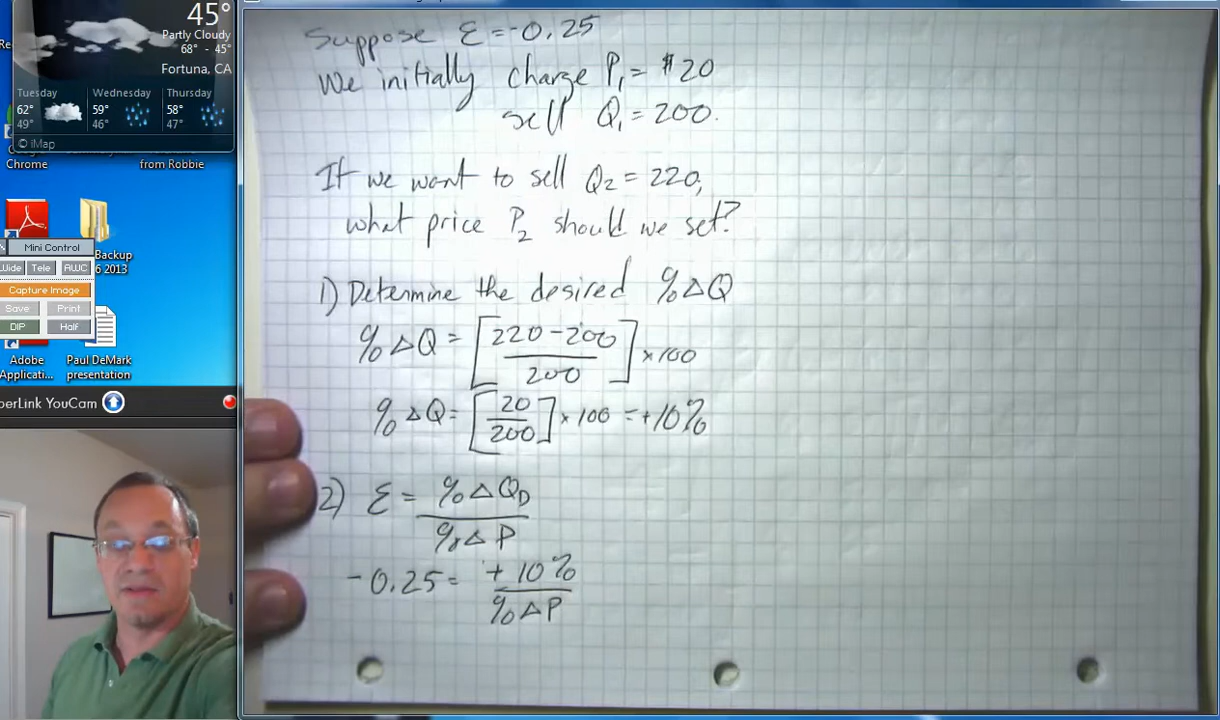 45°
Partly Cloudy
68° - 45°
Fortuna, CA
Tuesday Wednesday Thursday
62° 59° 58°
49° 46° 47°
© iMap
Chrome
from Robbie
Backup
6 2013
Mini Control
Wide Tele AWC
Capture Image
Save Print
DIP Half
Adobe
Applicati...
Paul DeMark
presentation
berLink YouCam
Suppose ε = -0.25
We initially charge P₁ = $20
sell Q₁ = 200.
If we want to sell Q₂ = 220,
what price P₂ should we set?
1) Determine the desired %ΔQ
%ΔQ = [220-200
200] × 100
%ΔQ = [20
200] × 100 = +10%
2) ε = %ΔQD
%ΔP
-0.25 = +10%
%ΔP